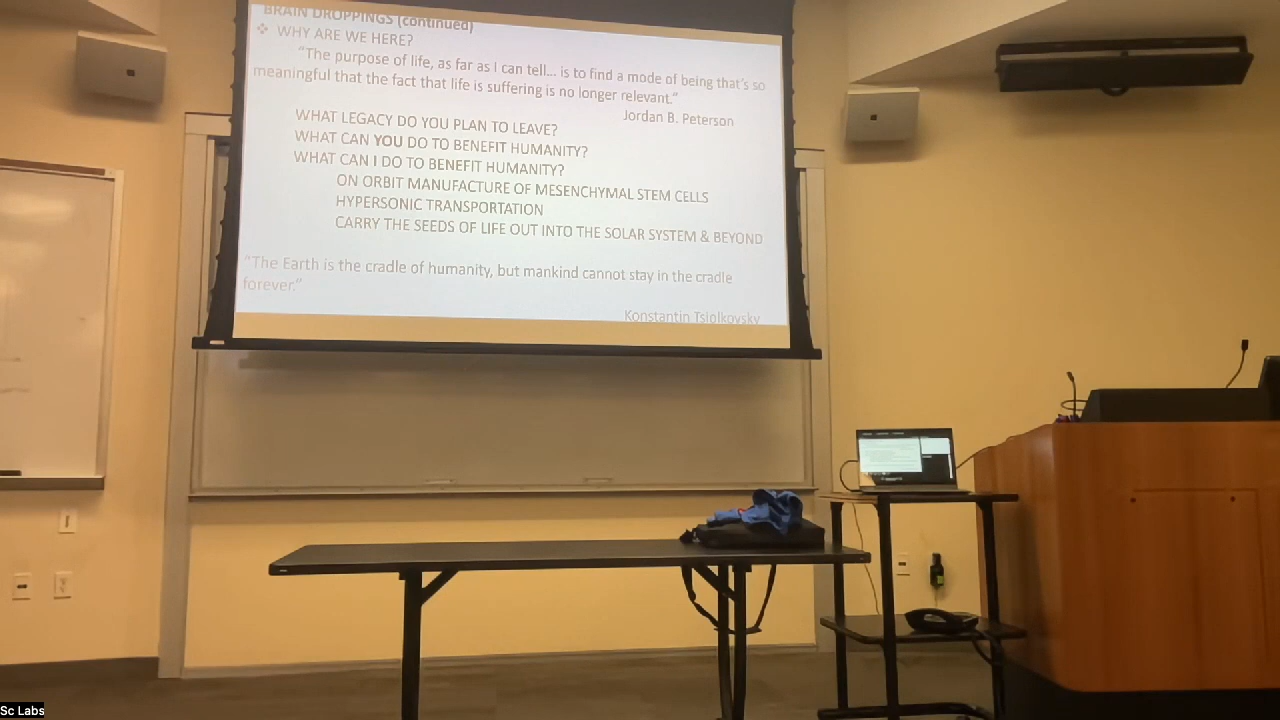 BRAIN DROPPINGS (continued)
❖ WHY ARE WE HERE?
“The purpose of life, as far as I can tell… is to find a mode of being that’s so
meaningful that the fact that life is suffering is no longer relevant.”
Jordan B. Peterson
WHAT LEGACY DO YOU PLAN TO LEAVE?
WHAT CAN YOU DO TO BENEFIT HUMANITY?
WHAT CAN I DO TO BENEFIT HUMANITY?
ON ORBIT MANUFACTURE OF MESENCHYMAL STEM CELLS
HYPERSONIC TRANSPORTATION
CARRY THE SEEDS OF LIFE OUT INTO THE SOLAR SYSTEM & BEYOND
“The Earth is the cradle of humanity, but mankind cannot stay in the cradle
forever.”
Konstantin Tsiolkovsky
Sc Labs